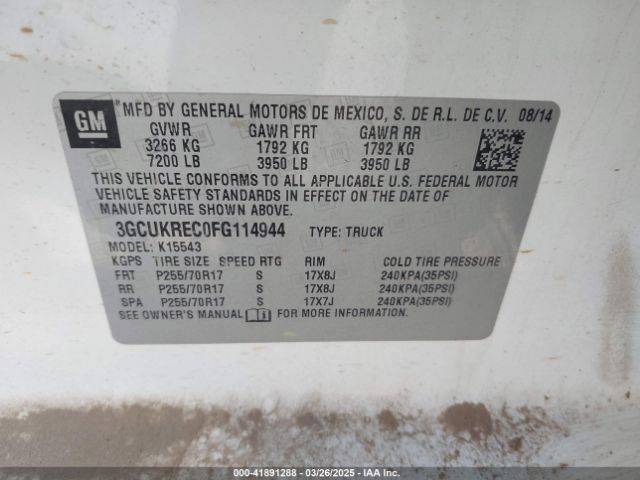 GM
MFD BY GENERAL MOTORS DE MEXICO, S. DE R.L. DE C.V. 08/14
GVWR GAWR FRT GAWR RR
3266 KG 1792 KG 1792 KG
7200 LB 3950 LB 3950 LB
THIS VEHICLE CONFORMS TO ALL APPLICABLE U.S. FEDERAL MOTOR
VEHICLE SAFETY STANDARDS IN EFFECT ON THE DATE OF
MANUFACTURE SHOWN ABOVE.
3GCUKREC0FG114944 TYPE: TRUCK
MODEL: K15543
KGPS TIRE SIZE SPEED RTG RIM COLD TIRE PRESSURE
FRT P255/70R17 S 17X8J 240KPA(35PSI)
RR P255/70R17 S 17X8J 240KPA(35PSI)
SPA P255/70R17 S 17X7J 240KPA(35PSI)
SEE OWNER'S MANUAL FOR MORE INFORMATION.
000-41891288 | 03/26/2025 | IAA Inc.